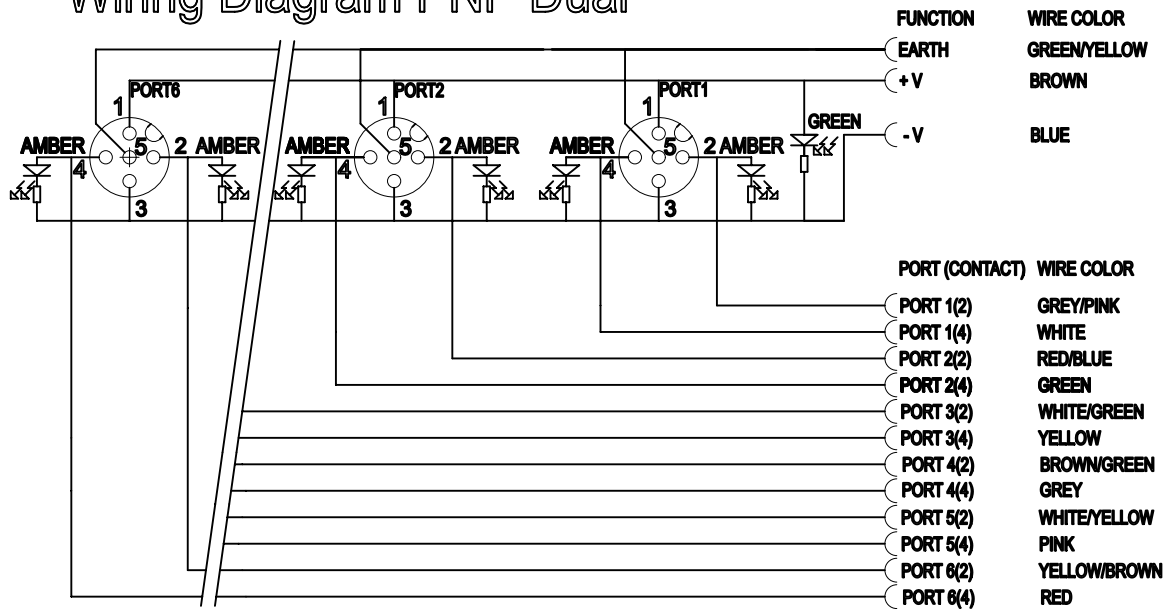 Wiring Diagram PNP Dual
FUNCTION WIRE COLOR
EARTH GREEN/YELLOW
+ V BROWN
- V BLUE
GREEN
PORT6 PORT2 PORT1
1 1 1
AMBER 5 2 AMBER AMBER 5 2 AMBER AMBER 5 2 AMBER
4 4 4
3 3 3
PORT (CONTACT) WIRE COLOR
PORT 1(2) GREY/PINK
PORT 1(4) WHITE
PORT 2(2) RED/BLUE
PORT 2(4) GREEN
PORT 3(2) WHITE/GREEN
PORT 3(4) YELLOW
PORT 4(2) BROWN/GREEN
PORT 4(4) GREY
PORT 5(2) WHITE/YELLOW
PORT 5(4) PINK
PORT 6(2) YELLOW/BROWN
PORT 6(4) RED